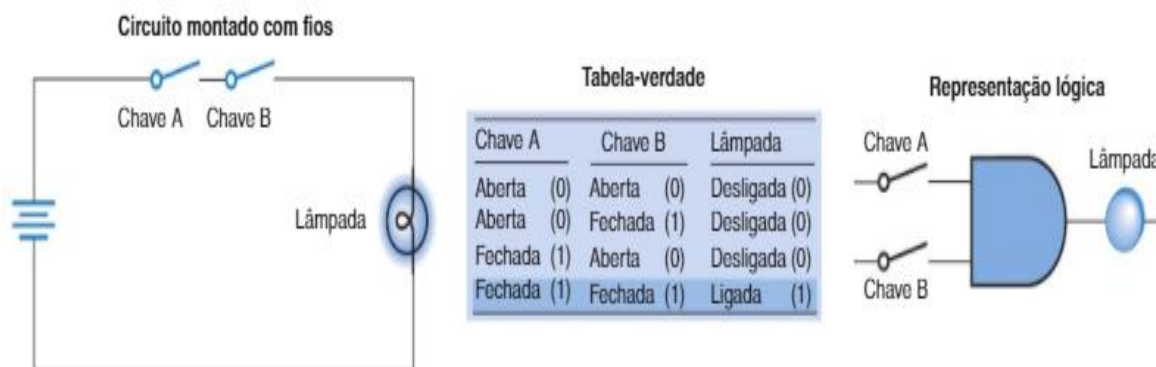 Circuito montado com fios
Chave A Chave B
Lâmpada
Tabela-verdade
Chave A Chave B Lâmpada
Aberta (0) Aberta (0) Desligada (0)
Aberta (0) Fechada (1) Desligada (0)
Fechada (1) Aberta (0) Desligada (0)
Fechada (1) Fechada (1) Ligada (1)
Representação lógica
Chave A
Lâmpada
Chave B